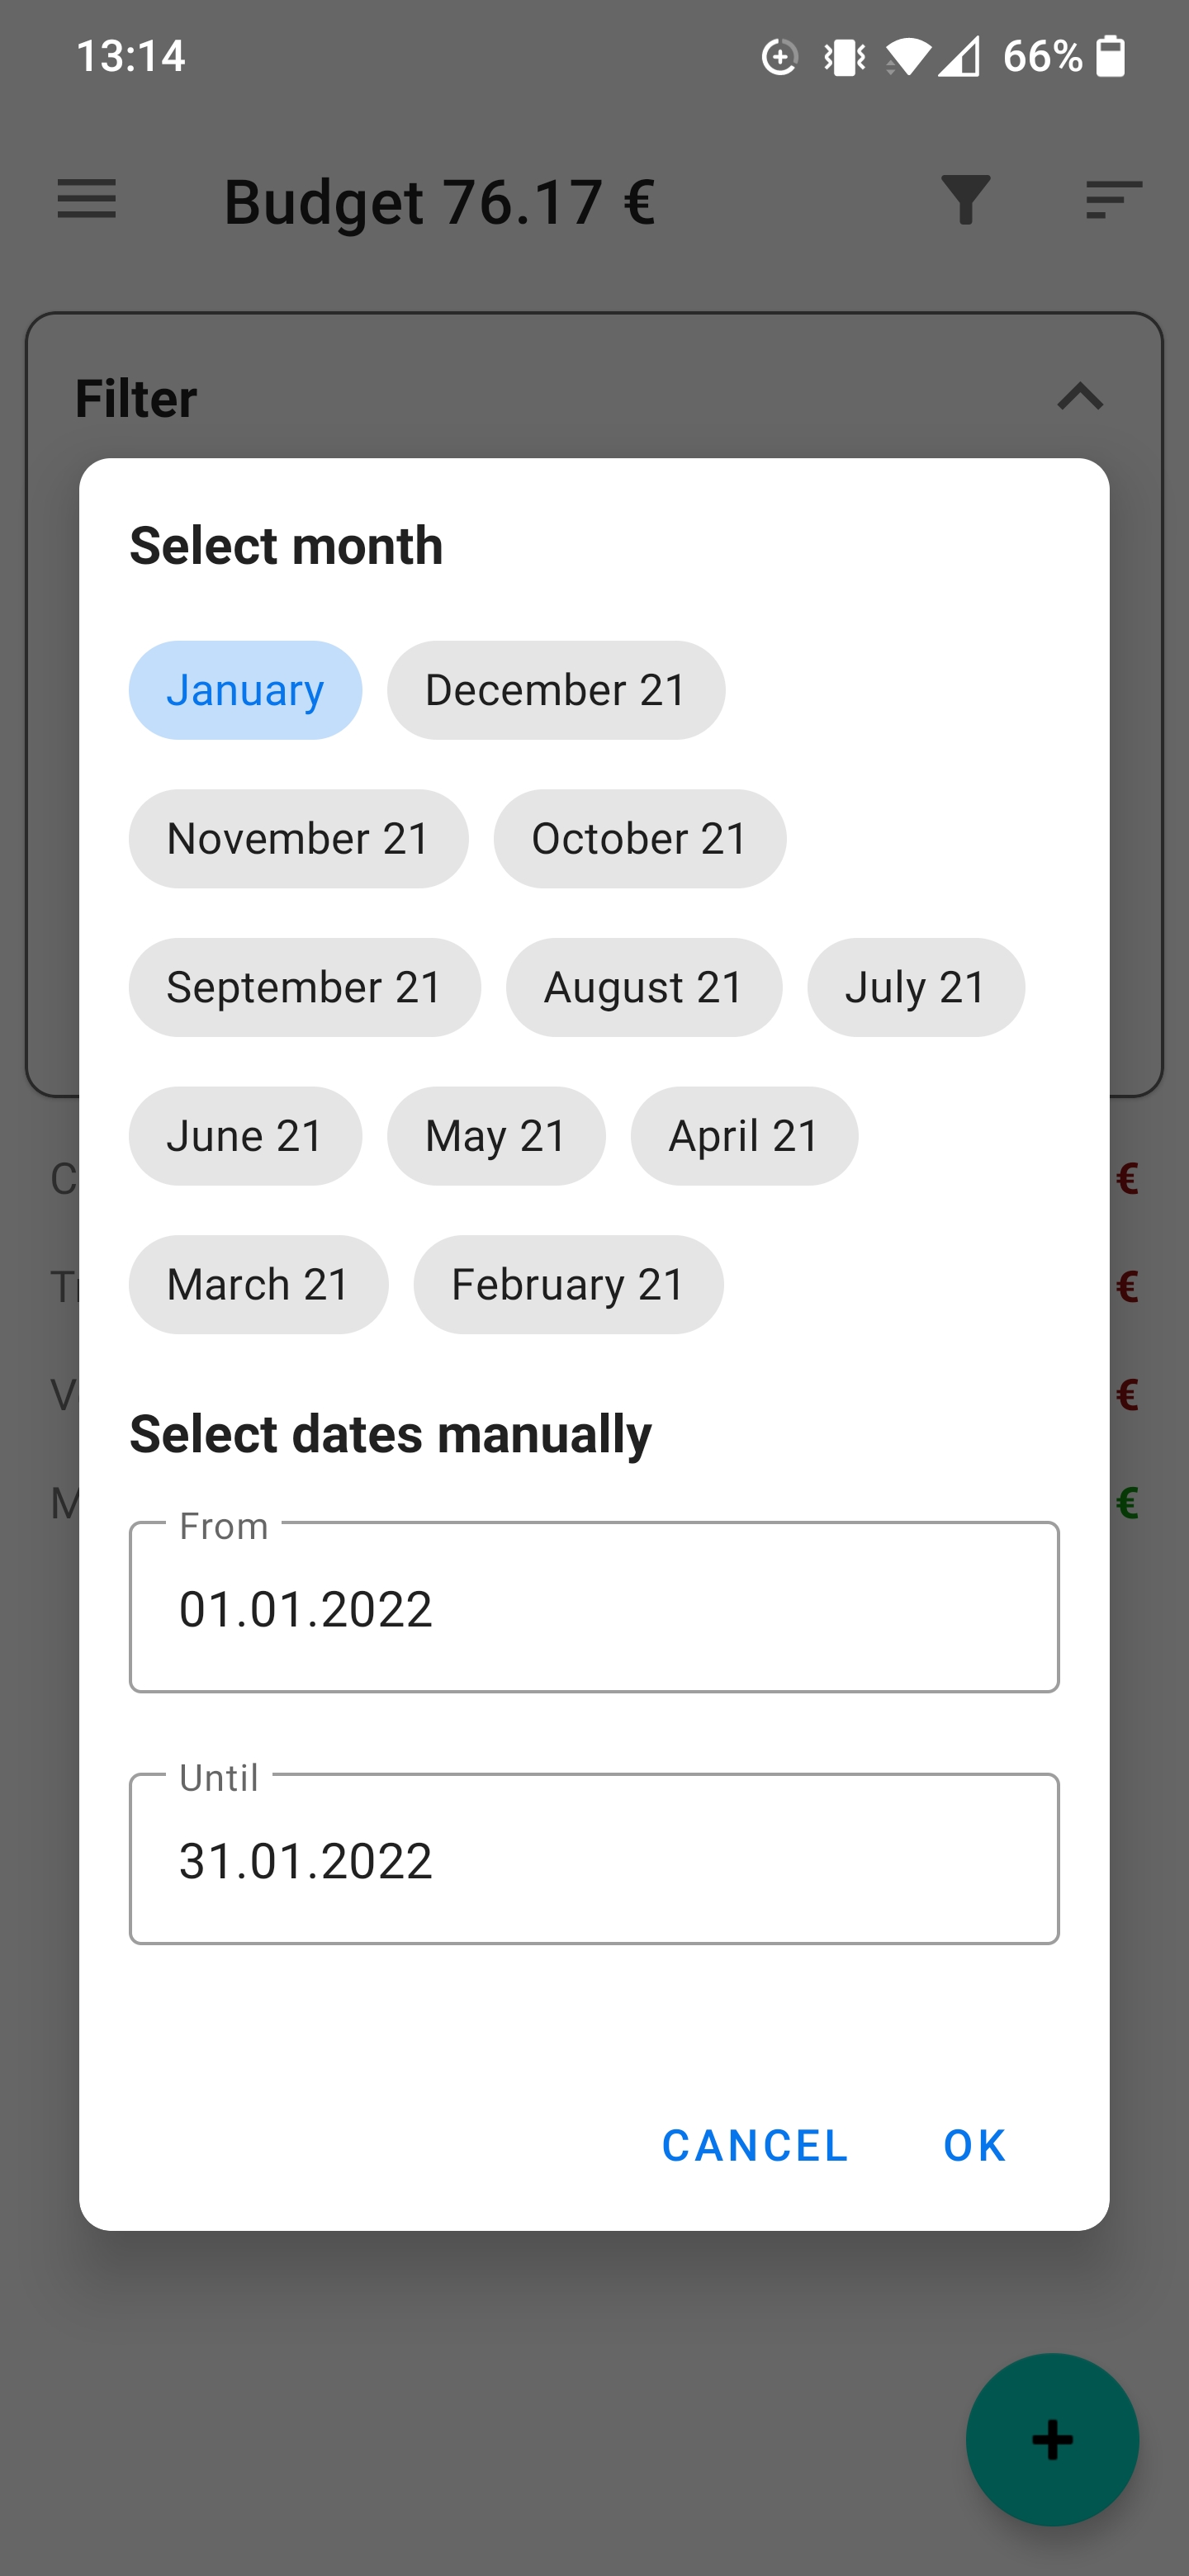 13:14 66%
Budget 76.17 €
Filter
Select month
January December 21
November 21 October 21
September 21 August 21 July 21
June 21 May 21 April 21
March 21 February 21
€
€
€
€
Select dates manually
From
01.01.2022
Until
31.01.2022
CANCEL OK